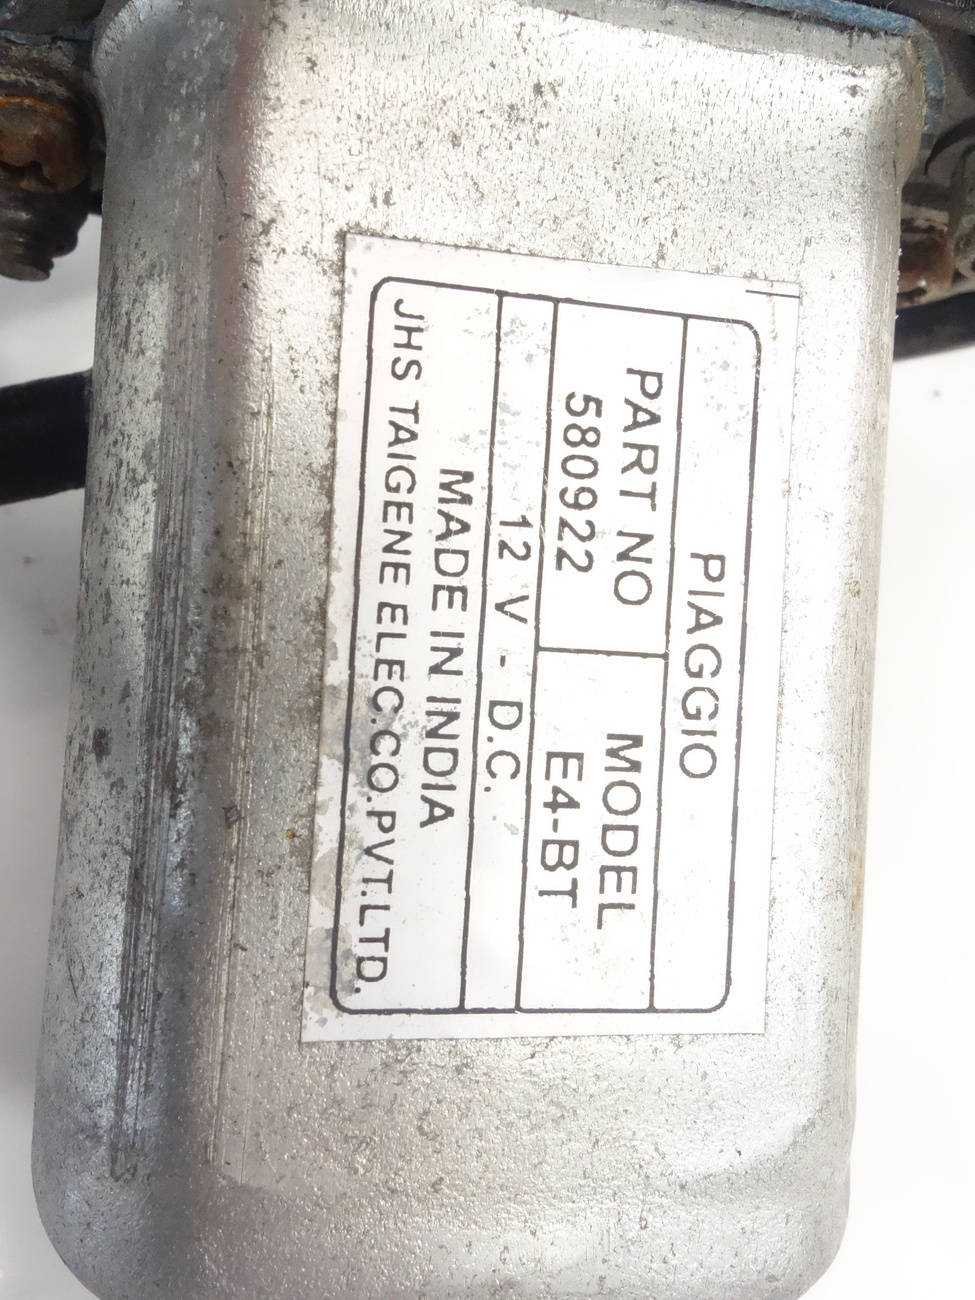 PIAGGIO
PART NO
580922
MODEL
E4-BT
12 V - D.C.
MADE IN INDIA
JHS TAIGENE ELEC.CO.PVT.LTD.